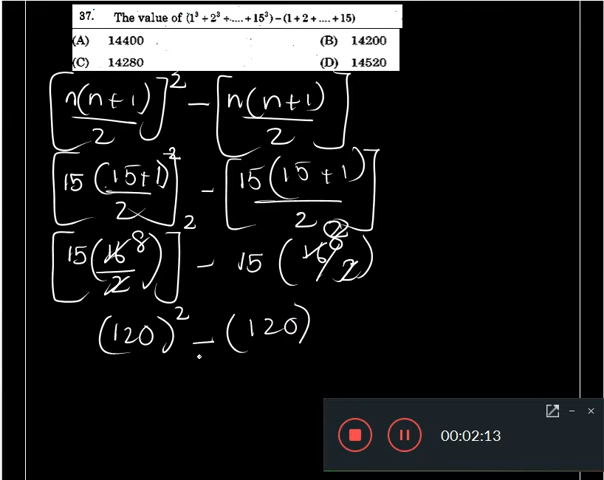 37. The value of (1³ + 2³ + .... + 15³) – (1 + 2 + .... + 15)
(A) 14400 (B) 14200
(C) 14280 (D) 14520
[n(n+1)/2]² – [n(n+1)/2]
[15(15+1)/2]² – [15(15+1)/2]
[15(16/2 8)]² – 15(16/2 8)
(120)² – (120)
00:02:13